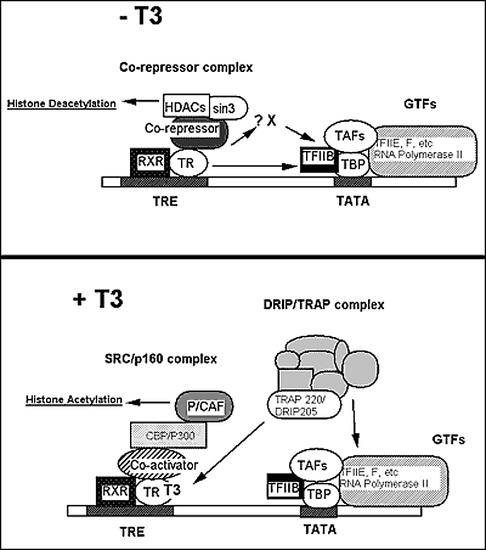 - T3
Co-repressor complex
Histone Deacetylation
HDACs
sin3
GTFs
Co-repressor
? X
TAFs
TFIIE, F, etc
RXR
TR
TFIIB
TBP
RNA Polymerase II
TRE
TATA
+ T3
DRIP/TRAP complex
SRC/p160 complex
Histone Acetylation
P/CAF
TRAP 220/
DRIP205
CBP/P300
GTFs
Co-activator
TAFs
TFIIE, F, etc
RXR
TR T3
TFIIB
TBP
RNA Polymerase II
TRE
TATA